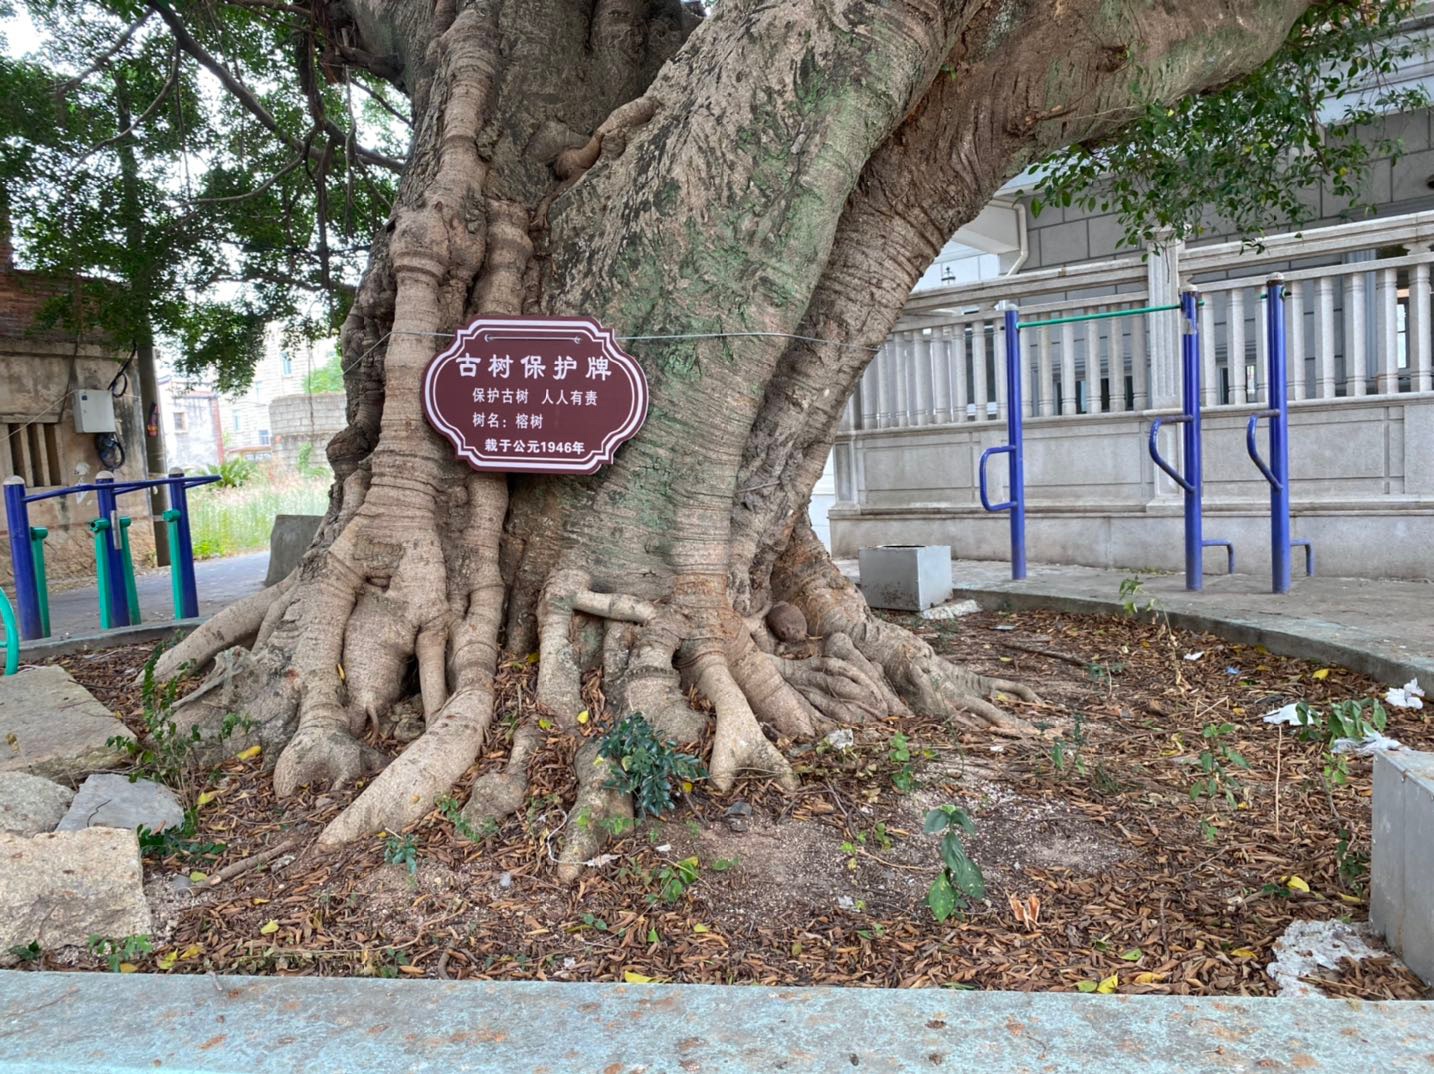 古树保护牌
保护古树 人人有责
树名：榕树
栽于公元1946年